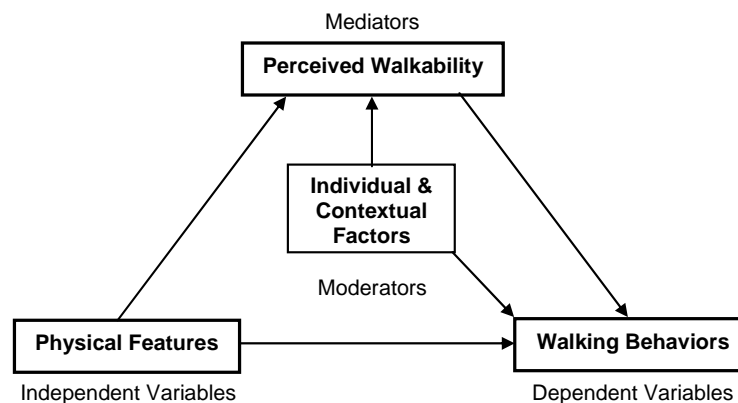 Mediators
Perceived Walkability
Individual &
Contextual
Factors
Moderators
Physical Features
Walking Behaviors
Independent Variables
Dependent Variables